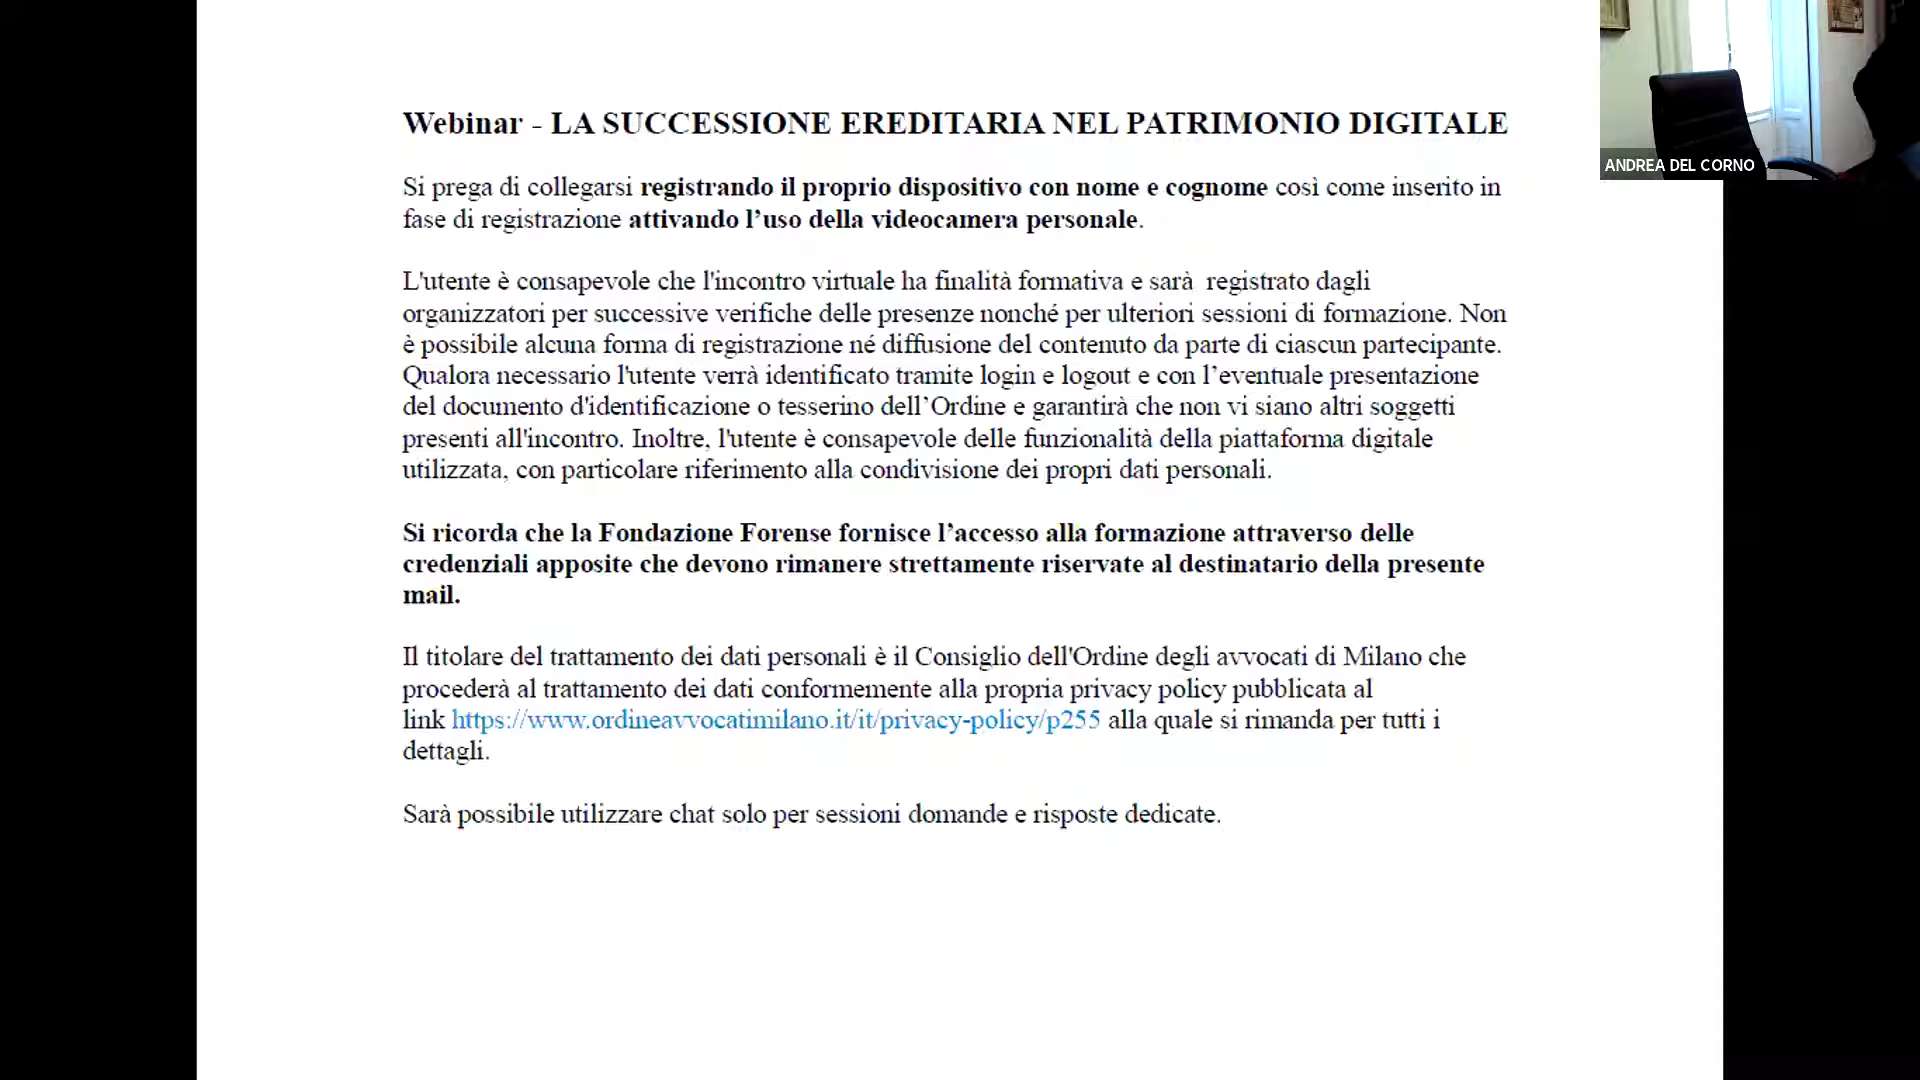 Webinar - LA SUCCESSIONE EREDITARIA NEL PATRIMONIO DIGITALE
Si prega di collegarsi registrando il proprio dispositivo con nome e cognome così come inserito in
fase di registrazione attivando l’uso della videocamera personale.
L'utente è consapevole che l'incontro virtuale ha finalità formativa e sarà  registrato dagli
organizzatori per successive verifiche delle presenze nonché per ulteriori sessioni di formazione. Non
è possibile alcuna forma di registrazione né diffusione del contenuto da parte di ciascun partecipante.
Qualora necessario l'utente verrà identificato tramite login e logout e con l’eventuale presentazione
del documento d'identificazione o tesserino dell’Ordine e garantirà che non vi siano altri soggetti
presenti all'incontro. Inoltre, l'utente è consapevole delle funzionalità della piattaforma digitale
utilizzata, con particolare riferimento alla condivisione dei propri dati personali.
Si ricorda che la Fondazione Forense fornisce l’accesso alla formazione attraverso delle
credenziali apposite che devono rimanere strettamente riservate al destinatario della presente
mail.
Il titolare del trattamento dei dati personali è il Consiglio dell'Ordine degli avvocati di Milano che
procederà al trattamento dei dati conformemente alla propria privacy policy pubblicata al
link https://www.ordineavvocatimilano.it/it/privacy-policy/p255 alla quale si rimanda per tutti i
dettagli.
Sarà possibile utilizzare chat solo per sessioni domande e risposte dedicate.
ANDREA DEL CORNO